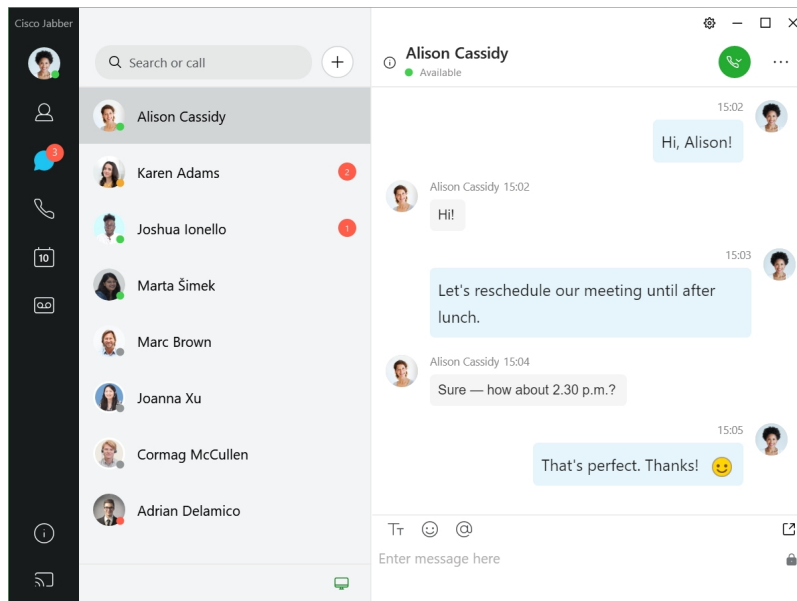 Cisco Jabber
3
10
Search or call
Alison Cassidy
Karen Adams
2
Joshua Ionello
1
Marta Šimek
Marc Brown
Joanna Xu
Cormag McCullen
Adrian Delamico
Alison Cassidy
Available
15:02
Hi, Alison!
Alison Cassidy 15:02
Hi!
15:03
Let's reschedule our meeting until after
lunch.
Alison Cassidy 15:04
Sure — how about 2.30 p.m.?
15:05
That's perfect. Thanks!
Tт
@
Enter message here